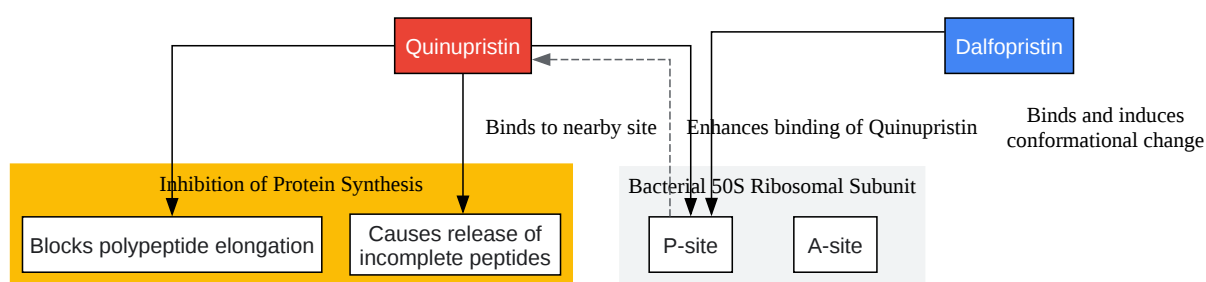 Quinupristin
Dalfopristin
Binds to nearby site
Enhances binding of Quinupristin
Binds and induces
conformational change
Inhibition of Protein Synthesis
Bacterial 50S Ribosomal Subunit
Blocks polypeptide elongation
Causes release of
incomplete peptides
P-site
A-site